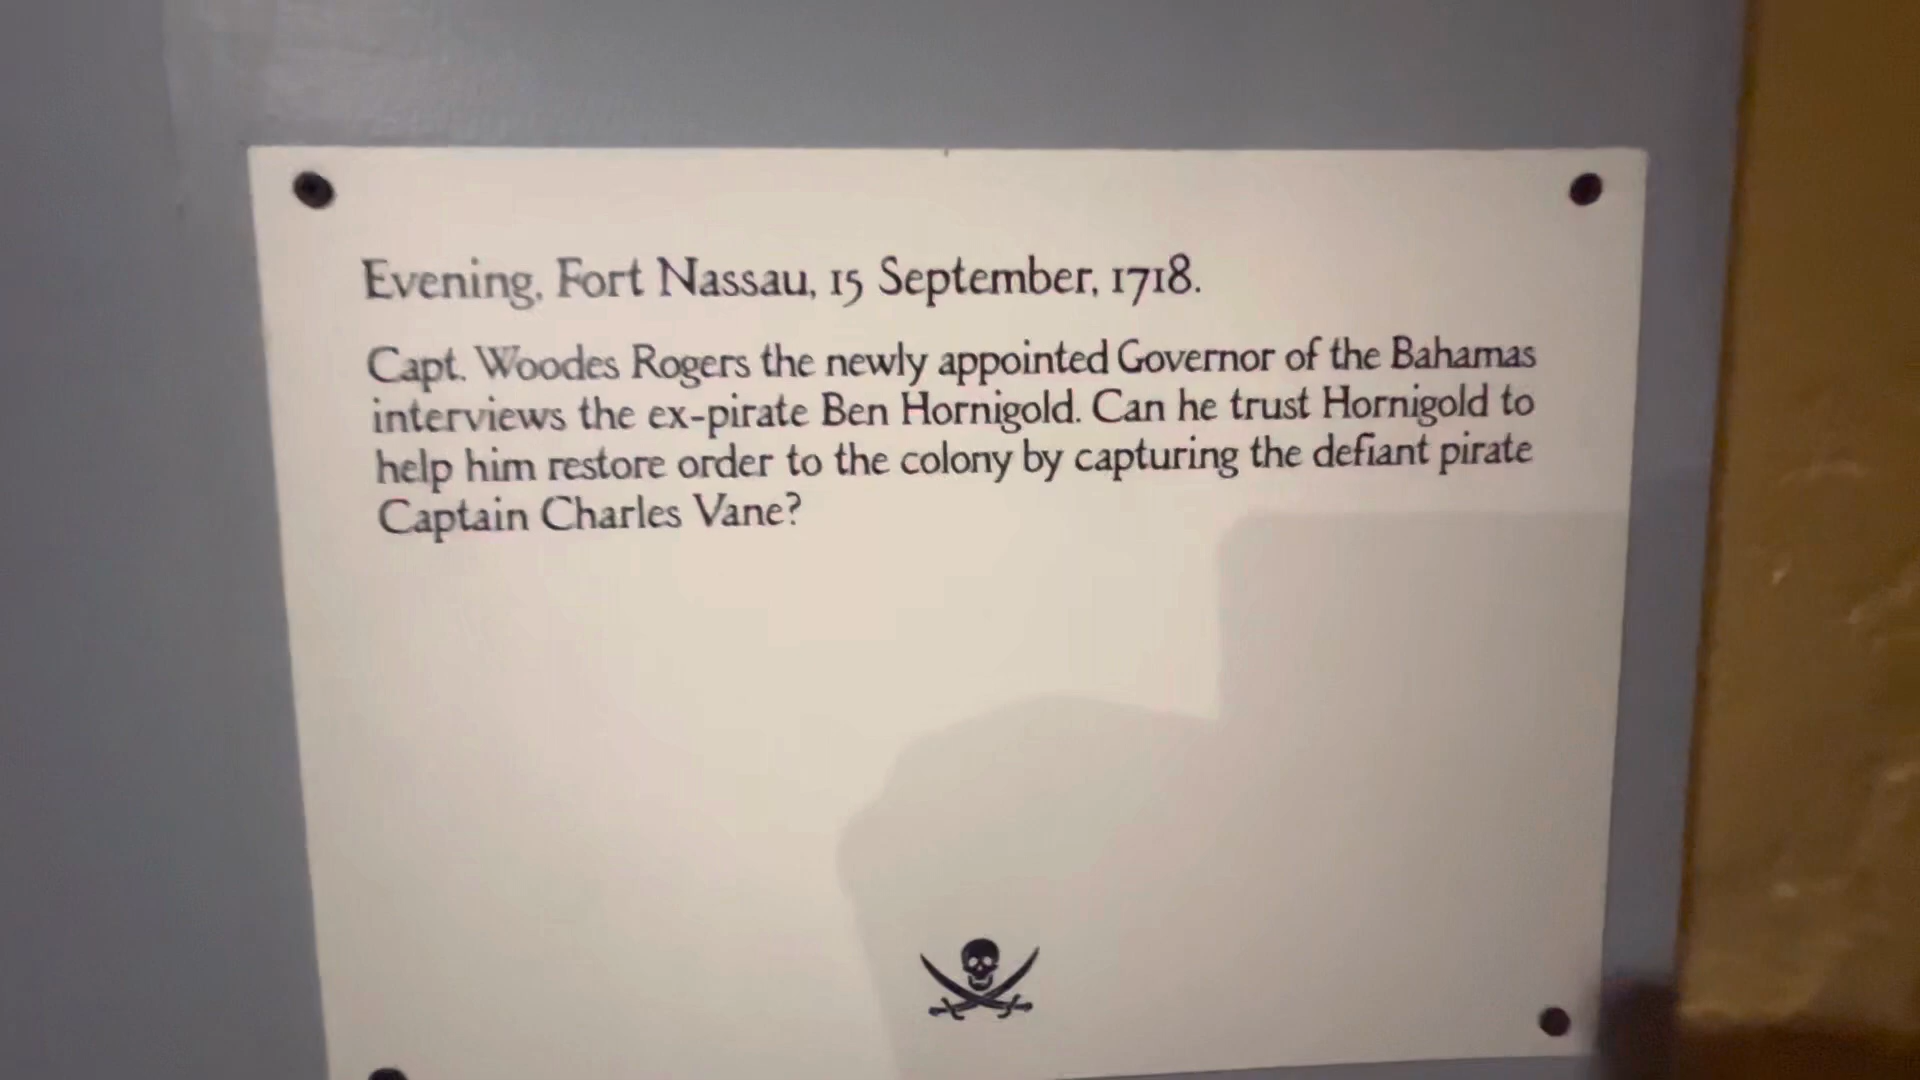 Evening, Fort Nassau, 15 September, 1718.
Capt. Woodes Rogers the newly appointed Governor of the Bahamas
interviews the ex-pirate Ben Hornigold. Can he trust Hornigold to
help him restore order to the colony by capturing the defiant pirate
Captain Charles Vane?